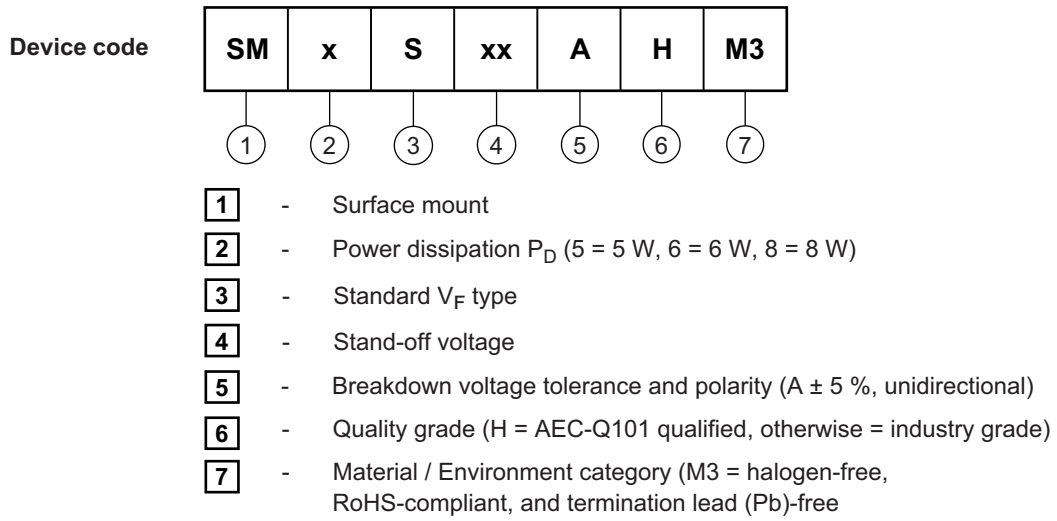 Device code
SM x S xx A H M3
1 2 3 4 5 6 7
1 - Surface mount
2 - Power dissipation PD (5 = 5 W, 6 = 6 W, 8 = 8 W)
3 - Standard VF type
4 - Stand-off voltage
5 - Breakdown voltage tolerance and polarity (A ± 5 %, unidirectional)
6 - Quality grade (H = AEC-Q101 qualified, otherwise = industry grade)
7 - Material / Environment category (M3 = halogen-free,
RoHS-compliant, and termination lead (Pb)-free